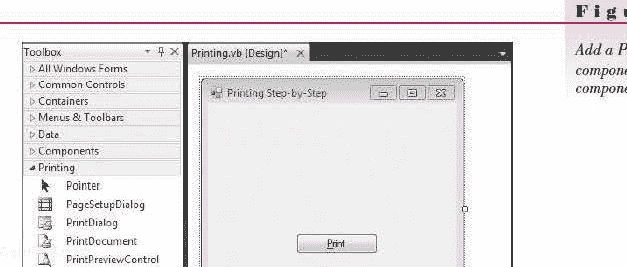 Figu
Add a P
compone
compone
Toolbox
Printing.vb [Design]*
All Windows Forms
Common Controls
Containers
Menus & Toolbars
Data
Components
Printing
Pointer
PageSetupDialog
PrintDialog
PrintDocument
PrintPreviewControl
Printing Step-by-Step
Print